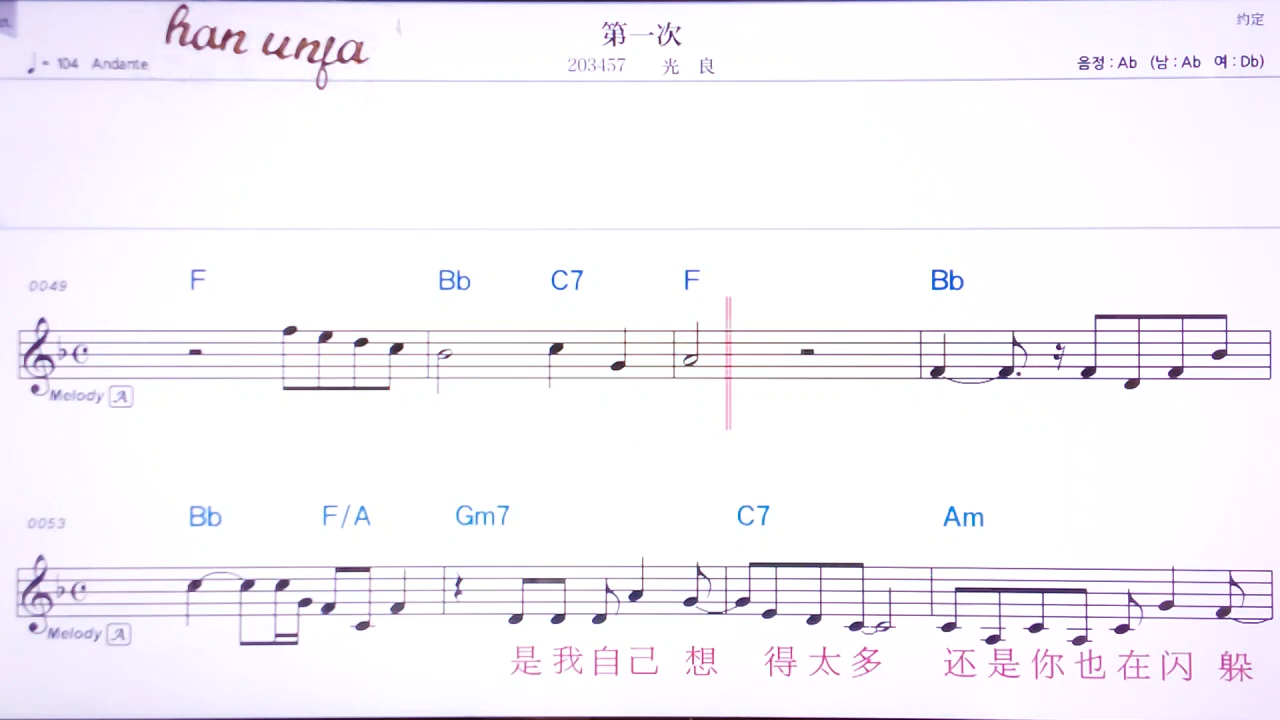 han unja
第一次
约定
♩= 104 Andante
203457 光 良
음정 : Ab (남 : Ab 여 : Db)
0049 F Bb C7 F Bb
Melody A
0053 Bb F/A Gm7 C7 Am
Melody A
是我自己 想 得太多 还是你也在闪 躲